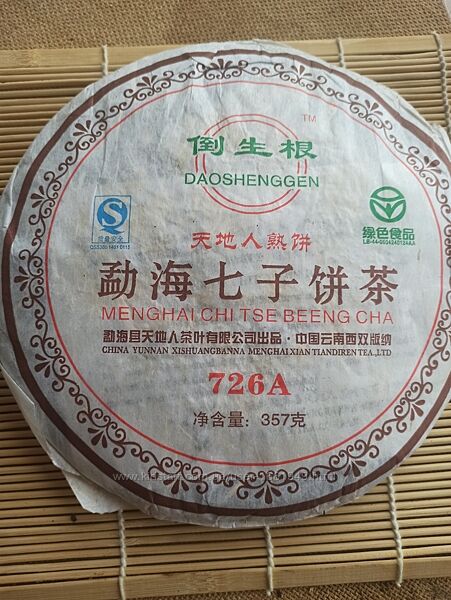 TM
倒生根
DAOSHENGGEN
天地人熟饼
绿色食品
勐海七子饼茶
MENGHAI CHI TSE BEENG CHA
勐海县天地人茶叶有限公司出品·中国云南西双版纳
CHINA YUNNAN XISHUANGBANNA MENGHAIXIAN TIANDIREN TEA.,LTD
726A
净含量：357克